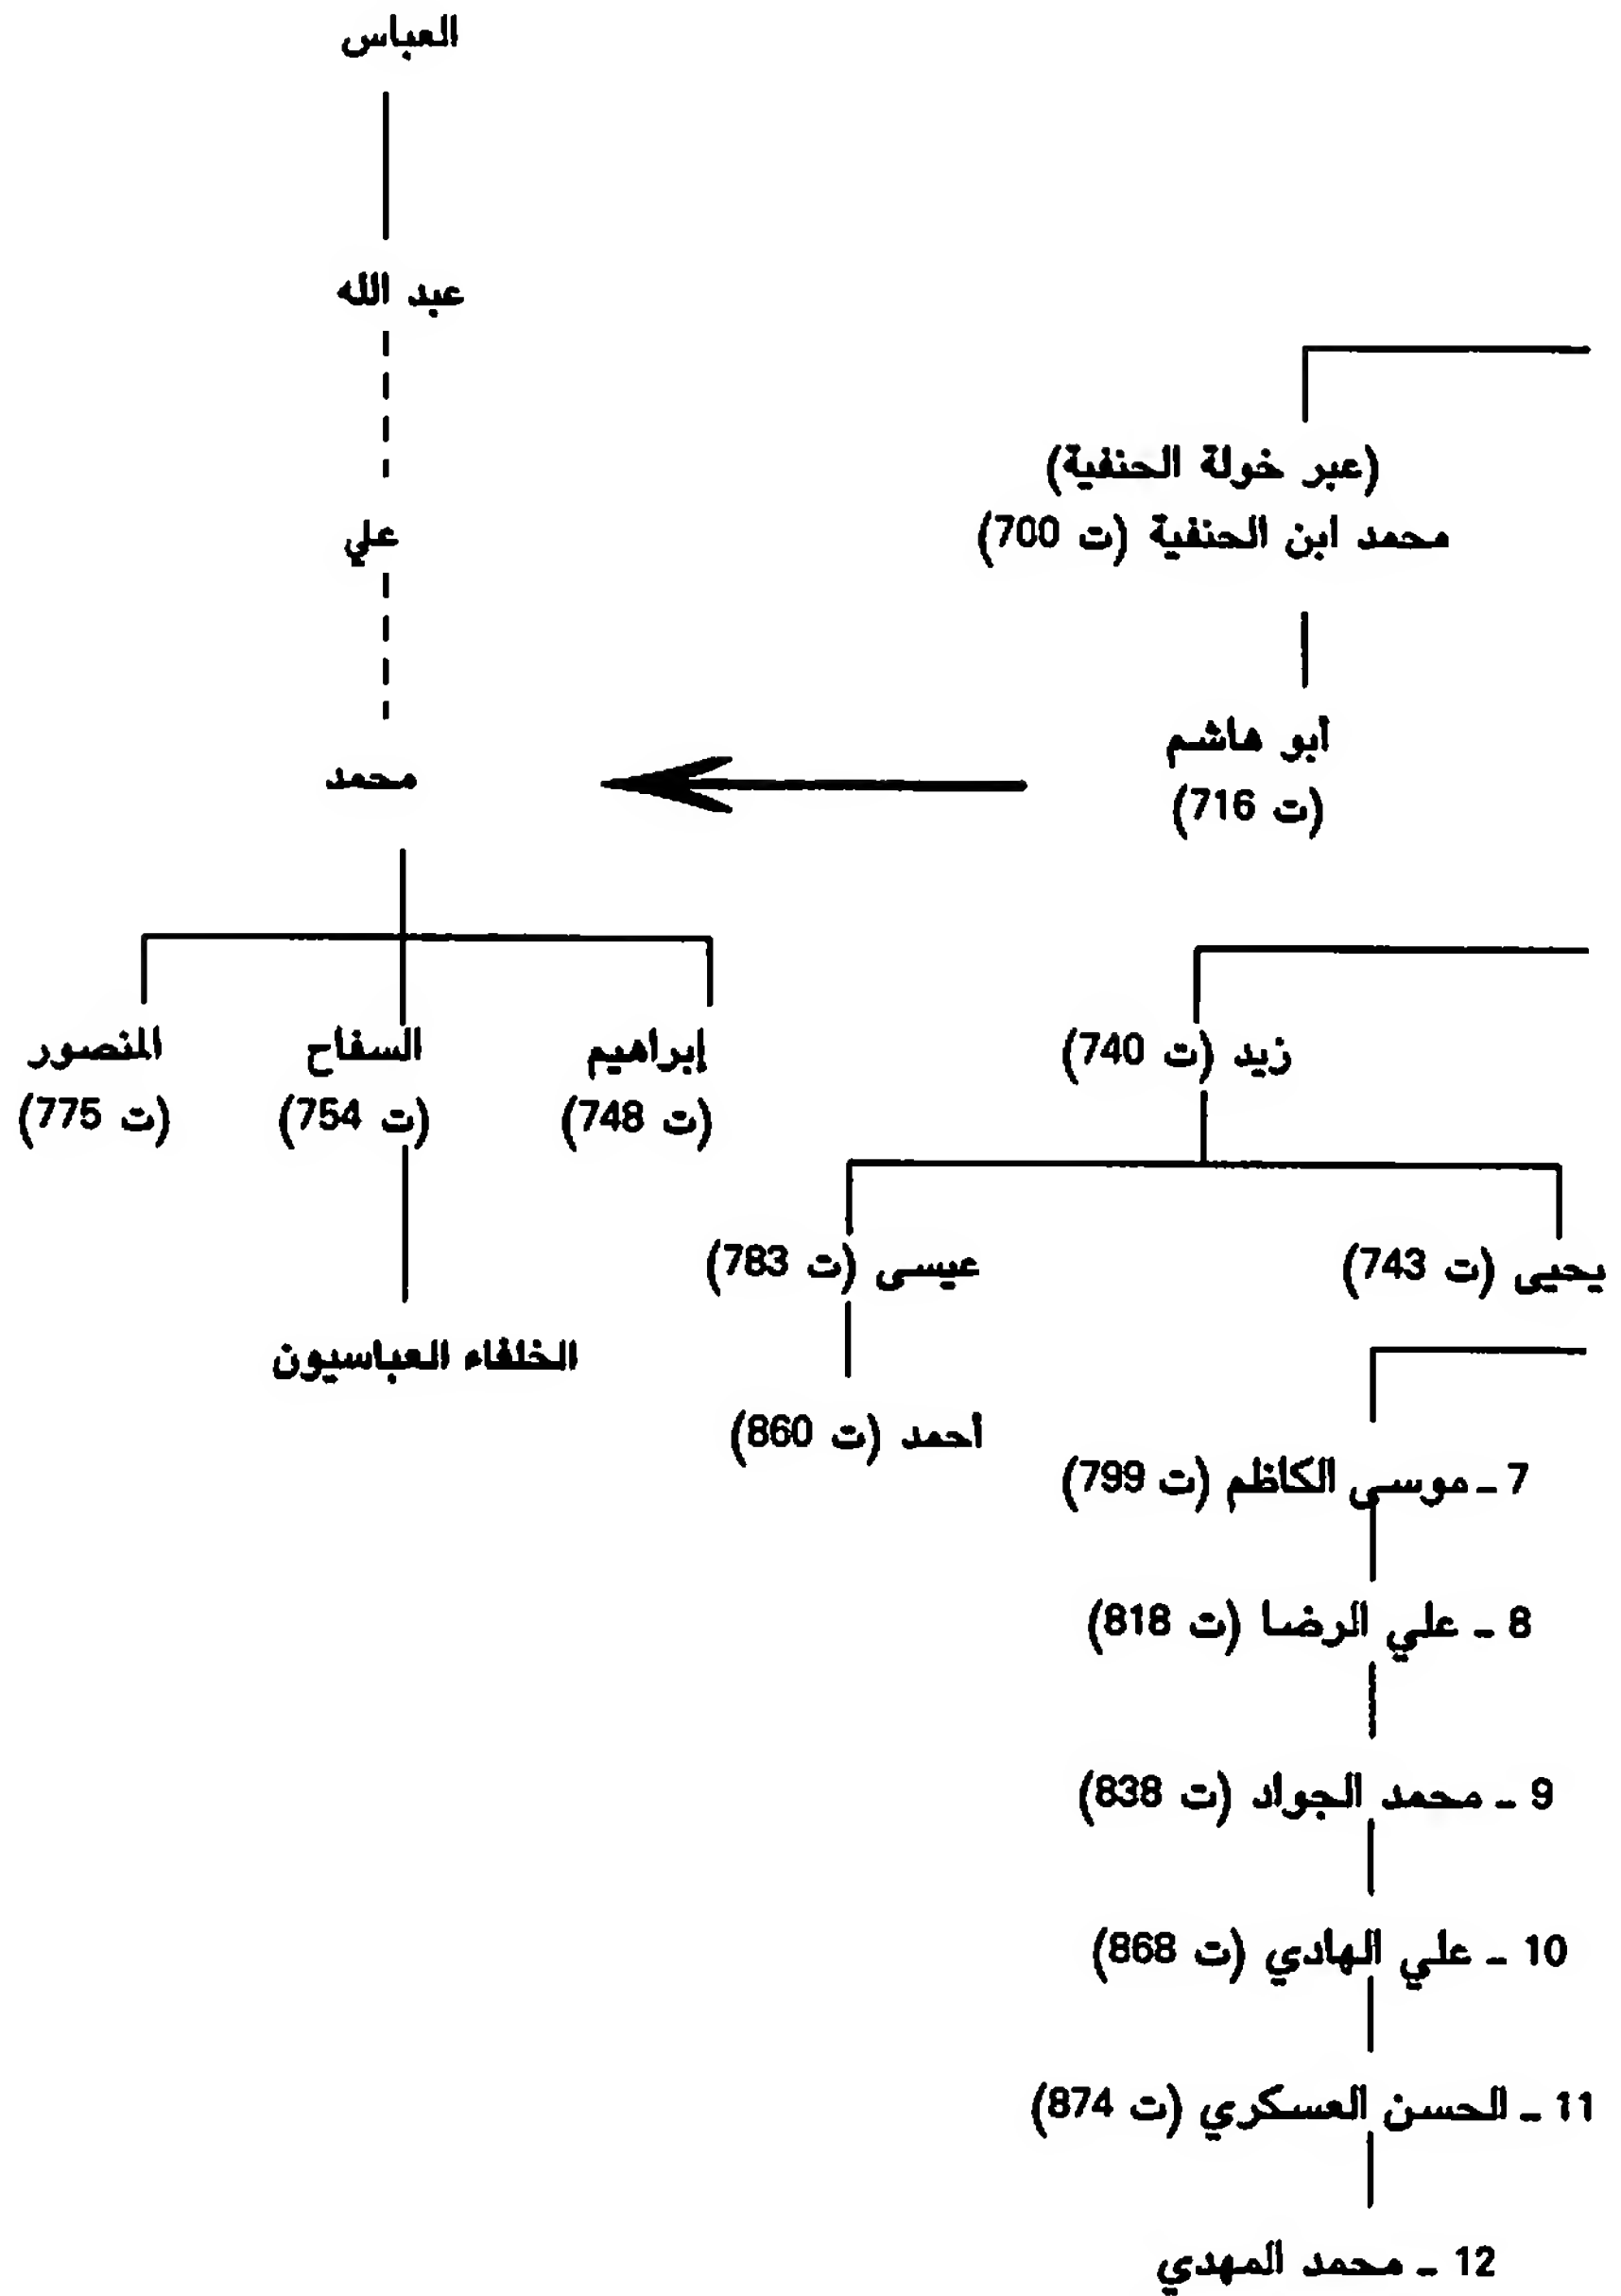 العباس
عبد الله
(عبر خولة الحنفية)
محمد ابن الحنفية (ت 700)
علي
أبو هاشم
(ت 716)
محمد
زيد (ت 740)
إبراهيم
(ت 748)
السفاح
(ت 754)
المنصور
(ت 775)
يحيى (ت 743)
عيسى (ت 783)
الخلفاء العباسيون
أحمد (ت 860)
7 ـ موسى الكاظم (ت 799)
8 ـ علي الرضا (ت 818)
9 ـ محمد الجواد (ت 838)
10 ـ علي الهادي (ت 868)
11 ـ الحسن العسكري (ت 874)
12 ـ محمد المهدي